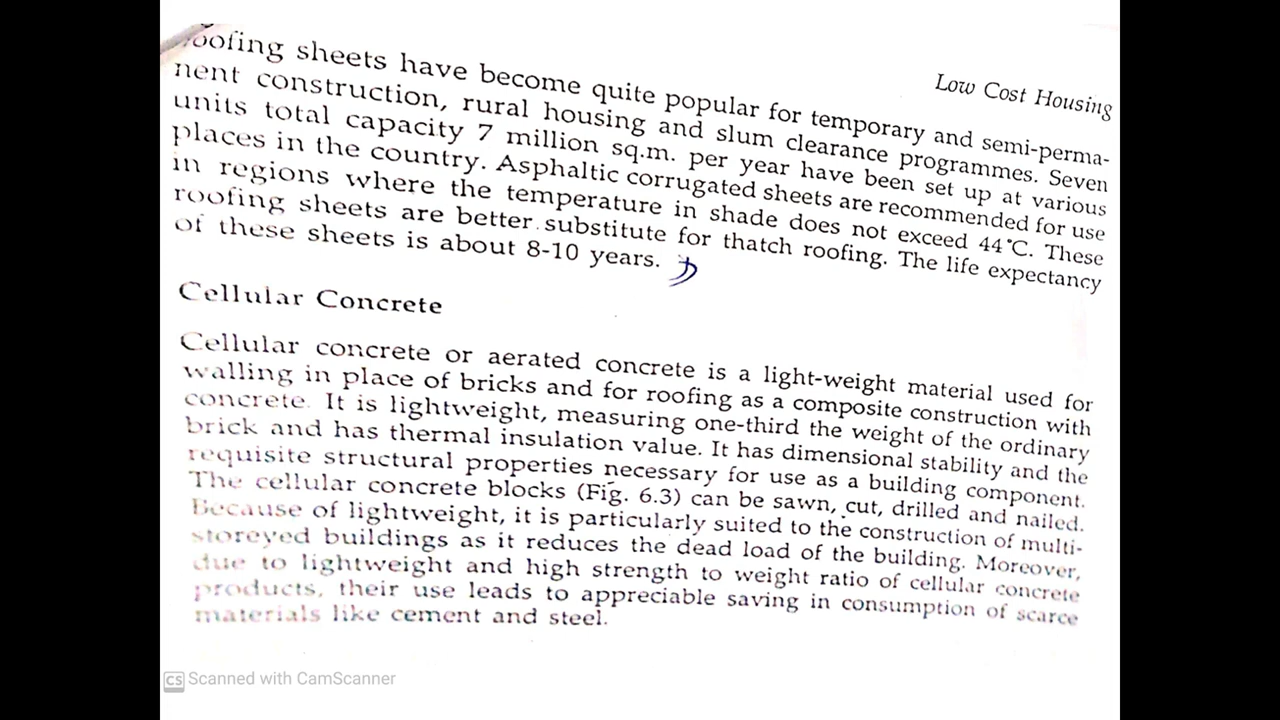 Low Cost Housing
roofing sheets have become quite popular for temporary and semi-perma-
nent construction, rural housing and slum clearance programmes. Seven
units total capacity 7 million sq.m. per year have been set up at various
places in the country. Asphaltic corrugated sheets are recommended for use
in regions where the temperature in shade does not exceed 44°C. These
roofing sheets are better substitute for thatch roofing. The life expectancy
of these sheets is about 8-10 years.
Cellular Concrete
Cellular concrete or aerated concrete is a light-weight material used for
walling in place of bricks and for roofing as a composite construction with
concrete. It is lightweight, measuring one-third the weight of the ordinary
brick and has thermal insulation value. It has dimensional stability and the
requisite structural properties necessary for use as a building component.
The cellular concrete blocks (Fig. 6.3) can be sawn, cut, drilled and nailed.
Because of lightweight, it is particularly suited to the construction of multi-
storeyed buildings as it reduces the dead load of the building. Moreover,
due to lightweight and high strength to weight ratio of cellular concrete
products, their use leads to appreciable saving in consumption of scarce
materials like cement and steel.
CS Scanned with CamScanner